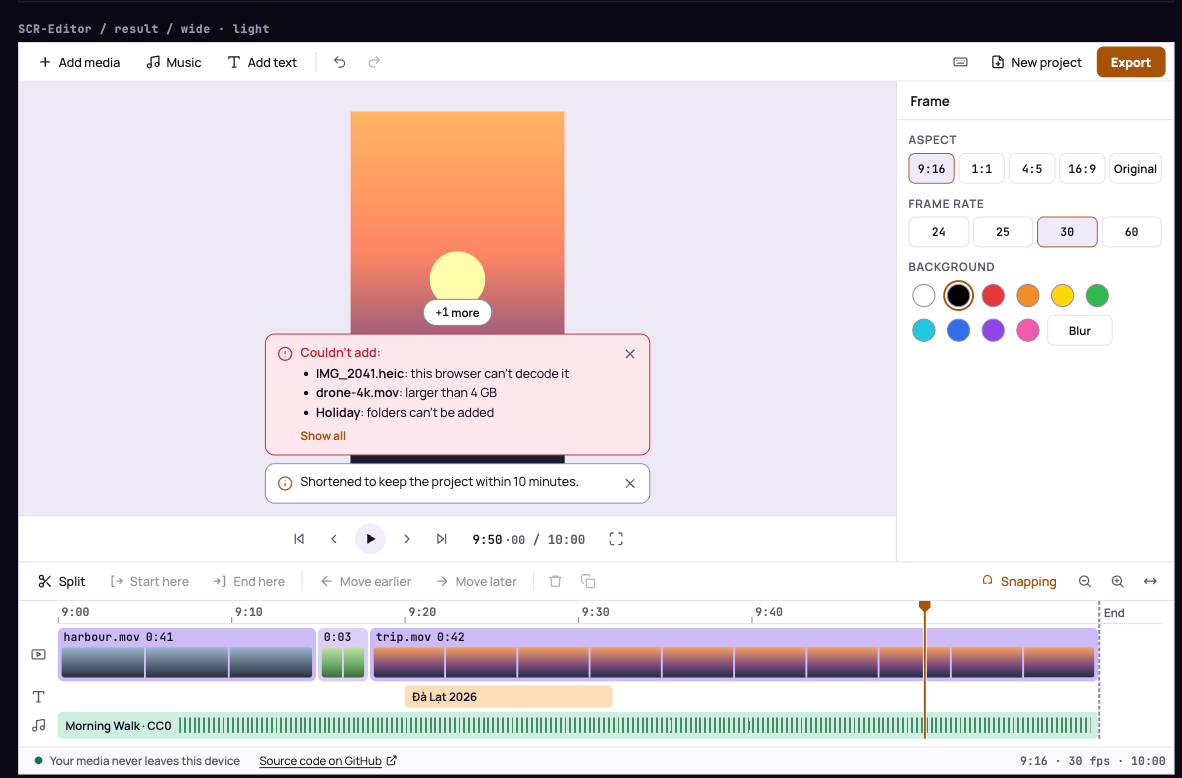 SCR-Editor / result / wide · light
Add media
Music
Add text
New project
Export
Frame
ASPECT
9:16
1:1
4:5
16:9
Original
FRAME RATE
24
25
30
60
BACKGROUND
Blur
+1 more
Couldn't add:
• IMG_2041.heic: this browser can't decode it
• drone-4k.mov: larger than 4 GB
• Holiday: folders can't be added
Show all
Shortened to keep the project within 10 minutes.
9:50·00 / 10:00
Split
Start here
End here
Move earlier
Move later
Snapping
9:00
9:10
9:20
9:30
9:40
End
harbour.mov 0:41
0:03
trip.mov 0:42
Đà Lạt 2026
Morning Walk · CC0
Your media never leaves this device
Source code on GitHub
9:16 · 30 fps · 10:00